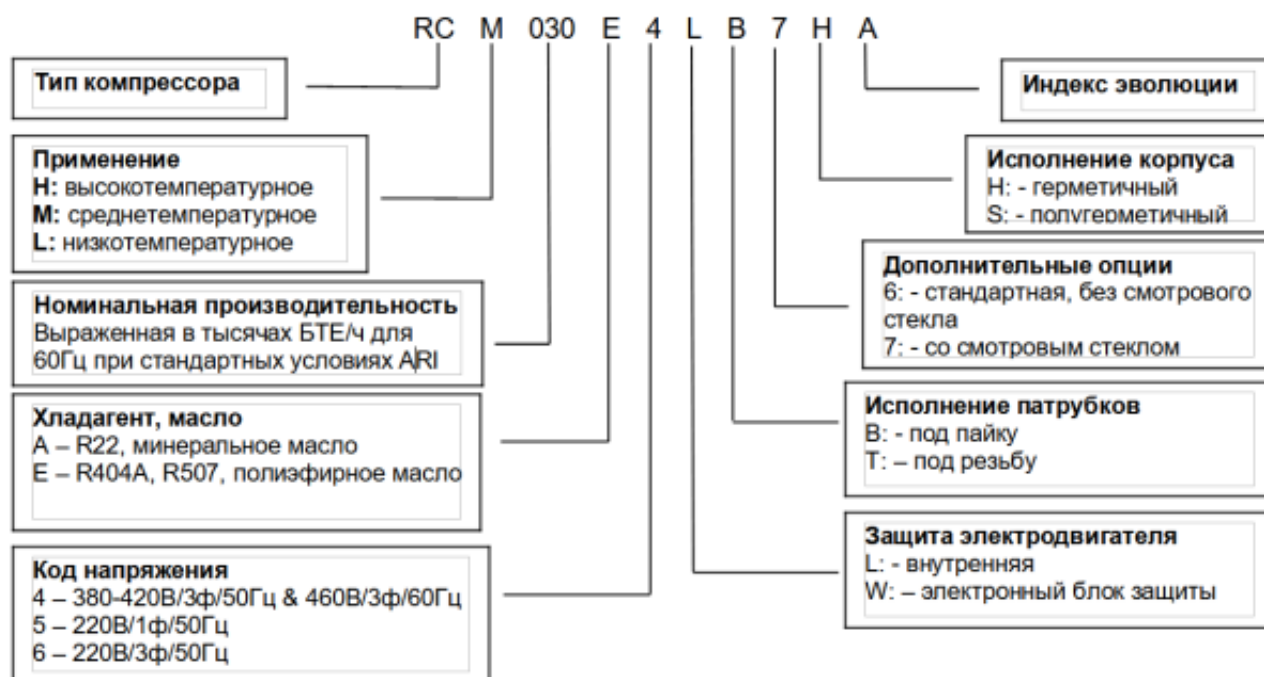 RC M 030 E 4 L B 7 H A
Тип компрессора
Применение
H: высокотемпературное
M: среднетемпературное
L: низкотемпературное
Номинальная производительность
Выраженная в тысячах БТЕ/ч для
60Гц при стандартных условиях ARI
Хладагент, масло
A – R22, минеральное масло
E – R404A, R507, полиэфирное масло
Код напряжения
4 – 380-420В/3ф/50Гц & 460В/3ф/60Гц
5 – 220В/1ф/50Гц
6 – 220В/3ф/50Гц
Индекс эволюции
Исполнение корпуса
H: - герметичный
S: - полугерметичный
Дополнительные опции
6: - стандартная, без смотрового
стекла
7: - со смотровым стеклом
Исполнение патрубков
B: - под пайку
T: – под резьбу
Защита электродвигателя
L: - внутренняя
W: – электронный блок защиты